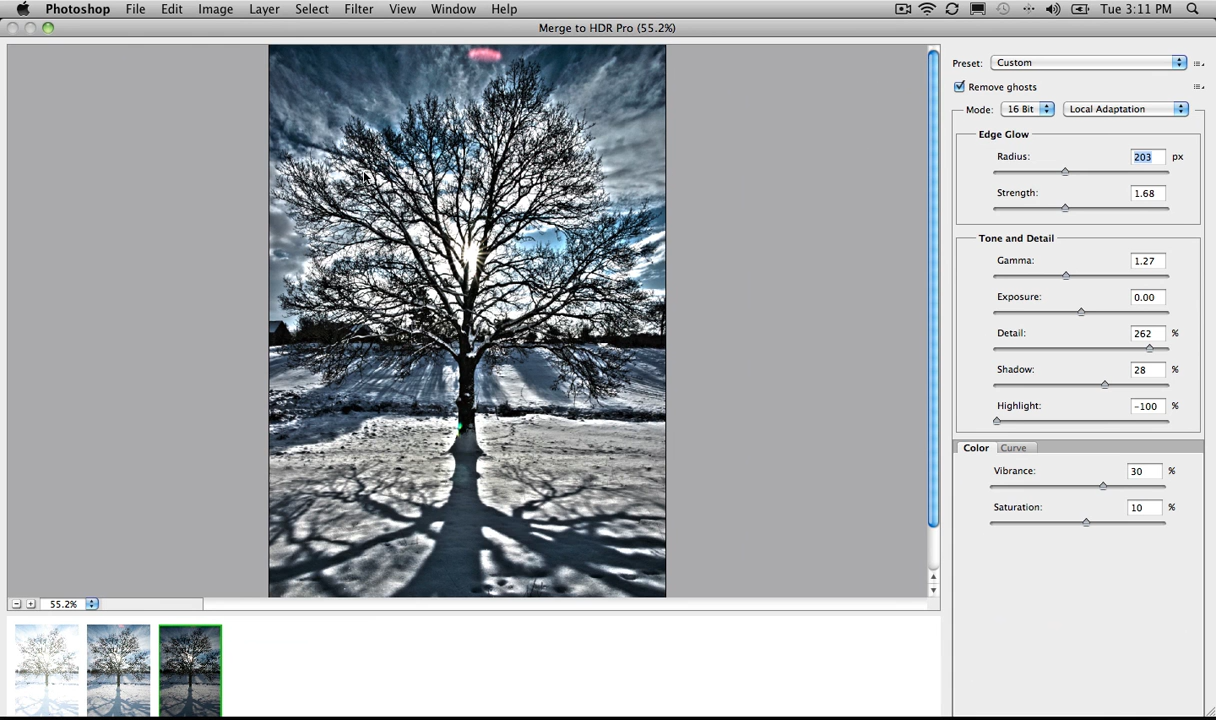 Photoshop File Edit Image Layer Select Filter View Window Help Tue 3:11 PM
Merge to HDR Pro (55.2%)
Preset: Custom
Remove ghosts
Mode: 16 Bit Local Adaptation
Edge Glow
Radius: 203 px
Strength: 1.68
Tone and Detail
Gamma: 1.27
Exposure: 0.00
Detail: 262 %
Shadow: 28 %
Highlight: -100 %
Color Curve
Vibrance: 30 %
Saturation: 10 %
55.2%